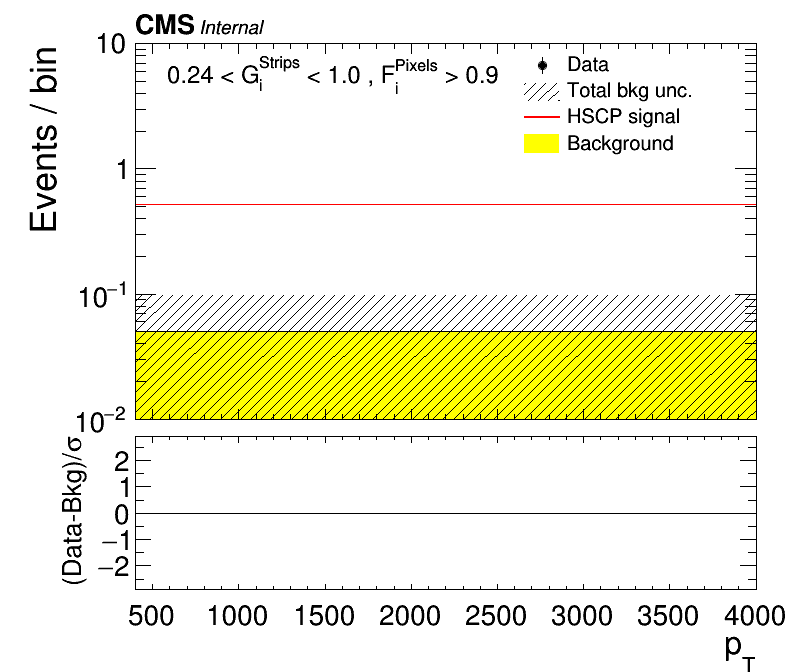 CMS Internal
10
0.24 < G_i^Strips < 1.0 , F_i^Pixels > 0.9
Data
Total bkg unc.
HSCP signal
Background
Events / bin
1
10^−1
10^−2
(Data-Bkg)/σ
2
1
0
−1
−2
500 1000 1500 2000 2500 3000 3500 4000
p_T